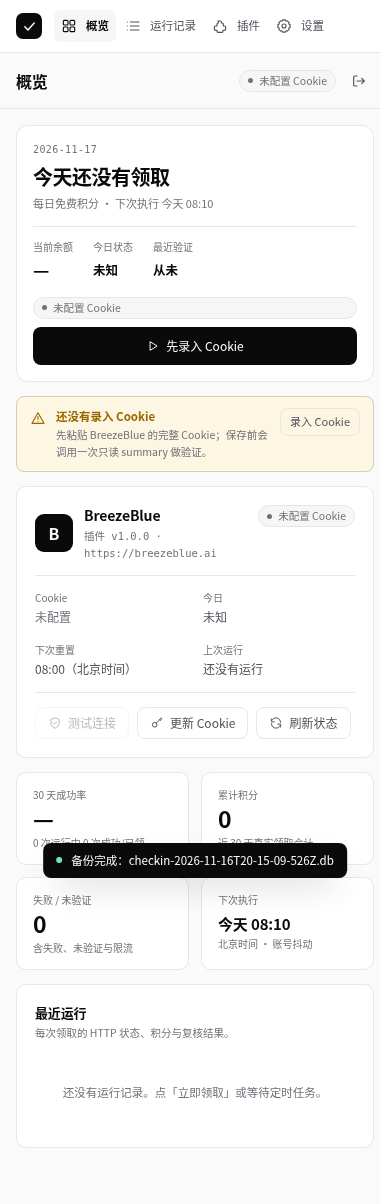 概览
运行记录
插件
设置
概览
未配置 Cookie
2026-11-17
今天还没有领取
每日免费积分 · 下次执行 今天 08:10
当前余额
今日状态
最近验证
—
未知
从未
未配置 Cookie
先录入 Cookie
还没有录入 Cookie
先粘贴 BreezeBlue 的完整 Cookie；保存前会
调用一次只读 summary 做验证。
录入 Cookie
B
BreezeBlue
插件 v1.0.0 ·
https://breezeblue.ai
未配置 Cookie
Cookie
今日
未配置
未知
下次重置
上次运行
08:00（北京时间）
还没有运行
测试连接
更新 Cookie
刷新状态
30 天成功率
累计积分
—
0
备份完成：checkin-2026-11-16T20-15-09-526Z.db
失败 / 未验证
下次执行
0
今天 08:10
含失败、未验证与限流
北京时间 · 账号抖动
最近运行
每次领取的 HTTP 状态、积分与复核结果。
还没有运行记录。点「立即领取」或等待定时任务。